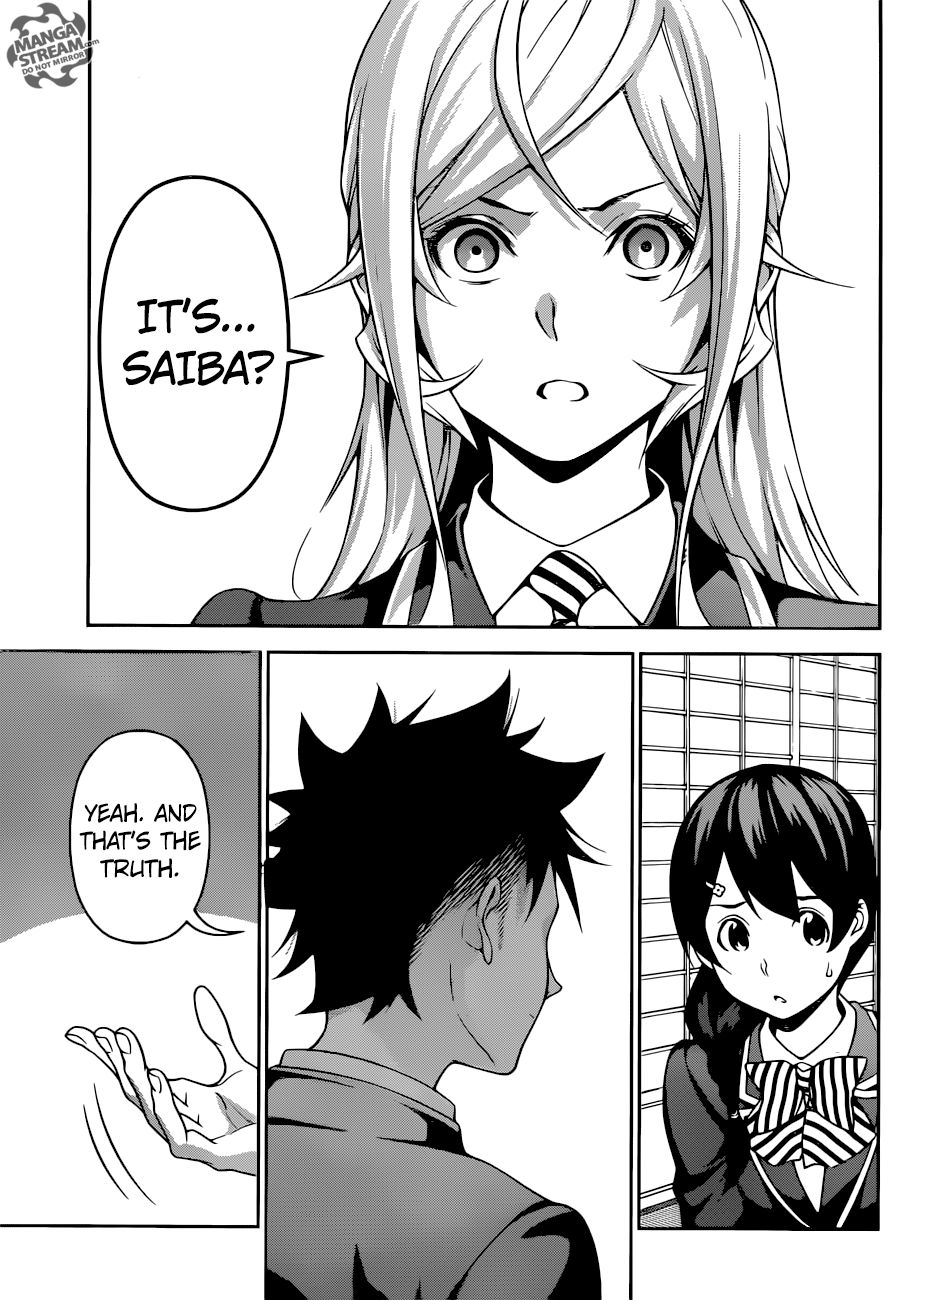 MANGA
STREAM.com
DO NOT MIRROR
IT'S...
SAIBA?
YEAH. AND
THAT'S THE
TRUTH.